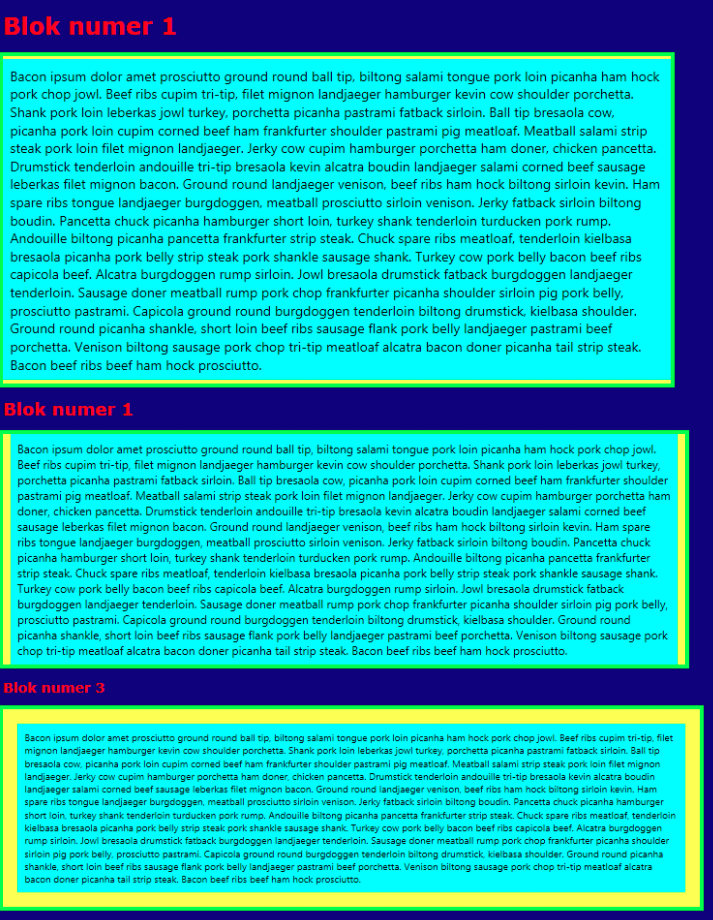 Blok numer 1
Bacon ipsum dolor amet prosciutto ground round ball tip, biltong salami tongue pork loin picanha ham hock
pork chop jowl. Beef ribs cupim tri-tip, filet mignon landjaeger hamburger kevin cow shoulder porchetta.
Shank pork loin leberkas jowl turkey, porchetta picanha pastrami fatback sirloin. Ball tip bresaola cow,
picanha pork loin cupim corned beef ham frankfurter shoulder pastrami pig meatloaf. Meatball salami strip
steak pork loin filet mignon landjaeger. Jerky cow cupim hamburger porchetta ham doner, chicken pancetta.
Drumstick tenderloin andouille tri-tip bresaola kevin alcatra boudin landjaeger salami corned beef sausage
leberkas filet mignon bacon. Ground round landjaeger venison, beef ribs ham hock biltong sirloin kevin. Ham
spare ribs tongue landjaeger burgdoggen, meatball prosciutto sirloin venison. Jerky fatback sirloin biltong
boudin. Pancetta chuck picanha hamburger short loin, turkey shank tenderloin turducken pork rump.
Andouille biltong picanha pancetta frankfurter strip steak. Chuck spare ribs meatloaf, tenderloin kielbasa
bresaola picanha pork belly strip steak pork shankle sausage shank. Turkey cow pork belly bacon beef ribs
capicola beef. Alcatra burgdoggen rump sirloin. Jowl bresaola drumstick fatback burgdoggen landjaeger
tenderloin. Sausage doner meatball rump pork chop frankfurter picanha shoulder sirloin pig pork belly,
prosciutto pastrami. Capicola ground round burgdoggen tenderloin biltong drumstick, kielbasa shoulder.
Ground round picanha shankle, short loin beef ribs sausage flank pork belly landjaeger pastrami beef
porchetta. Venison biltong sausage pork chop tri-tip meatloaf alcatra bacon doner picanha tail strip steak.
Bacon beef ribs beef ham hock prosciutto.
Blok numer 1
Bacon ipsum dolor amet prosciutto ground round ball tip, biltong salami tongue pork loin picanha ham hock pork chop jowl.
Beef ribs cupim tri-tip, filet mignon landjaeger hamburger kevin cow shoulder porchetta. Shank pork loin leberkas jowl turkey,
porchetta picanha pastrami fatback sirloin. Ball tip bresaola cow, picanha pork loin cupim corned beef ham frankfurter shoulder
pastrami pig meatloaf. Meatball salami strip steak pork loin filet mignon landjaeger. Jerky cow cupim hamburger porchetta ham
doner, chicken pancetta. Drumstick tenderloin andouille tri-tip bresaola kevin alcatra boudin landjaeger salami corned beef
sausage leberkas filet mignon bacon. Ground round landjaeger venison, beef ribs ham hock biltong sirloin kevin. Ham spare
ribs tongue landjaeger burgdoggen, meatball prosciutto sirloin venison. Jerky fatback sirloin biltong boudin. Pancetta chuck
picanha hamburger short loin, turkey shank tenderloin turducken pork rump. Andouille biltong picanha pancetta frankfurter
strip steak. Chuck spare ribs meatloaf, tenderloin kielbasa bresaola picanha pork belly strip steak pork shankle sausage shank.
Turkey cow pork belly bacon beef ribs capicola beef. Alcatra burgdoggen rump sirloin. Jowl bresaola drumstick fatback
burgdoggen landjaeger tenderloin. Sausage doner meatball rump pork chop frankfurter picanha shoulder sirloin pig pork belly,
prosciutto pastrami. Capicola ground round burgdoggen tenderloin biltong drumstick, kielbasa shoulder. Ground round
picanha shankle, short loin beef ribs sausage flank pork belly landjaeger pastrami beef porchetta. Venison biltong sausage pork
chop tri-tip meatloaf alcatra bacon doner picanha tail strip steak. Bacon beef ribs beef ham hock prosciutto.
Blok numer 3
Bacon ipsum dolor amet prosciutto ground round ball tip, biltong salami tongue pork loin picanha ham hock pork chop jowl. Beef ribs cupim tri-tip, filet
mignon landjaeger hamburger kevin cow shoulder porchetta. Shank pork loin leberkas jowl turkey, porchetta picanha pastrami fatback sirloin. Ball tip
bresaola cow, picanha pork loin cupim corned beef ham frankfurter shoulder pastrami pig meatloaf. Meatball salami strip steak pork loin filet mignon
landjaeger. Jerky cow cupim hamburger porchetta ham doner, chicken pancetta. Drumstick tenderloin andouille tri-tip bresaola kevin alcatra boudin
landjaeger salami corned beef sausage leberkas filet mignon bacon. Ground round landjaeger venison, beef ribs ham hock biltong sirloin kevin. Ham
spare ribs tongue landjaeger burgdoggen, meatball prosciutto sirloin venison. Jerky fatback sirloin biltong boudin. Pancetta chuck picanha hamburger
short loin, turkey shank tenderloin turducken pork rump. Andouille biltong picanha pancetta frankfurter strip steak. Chuck spare ribs meatloaf, tenderloin
kielbasa bresaola picanha pork belly strip steak pork shankle sausage shank. Turkey cow pork belly bacon beef ribs capicola beef. Alcatra burgdoggen
rump sirloin. Jowl bresaola drumstick fatback burgdoggen landjaeger tenderloin. Sausage doner meatball rump pork chop frankfurter picanha shoulder
sirloin pig pork belly, prosciutto pastrami. Capicola ground round burgdoggen tenderloin biltong drumstick, kielbasa shoulder. Ground round picanha
shankle, short loin beef ribs sausage flank pork belly landjaeger pastrami beef porchetta. Venison biltong sausage pork chop tri-tip meatloaf alcatra
bacon doner picanha tail strip steak. Bacon beef ribs beef ham hock prosciutto.